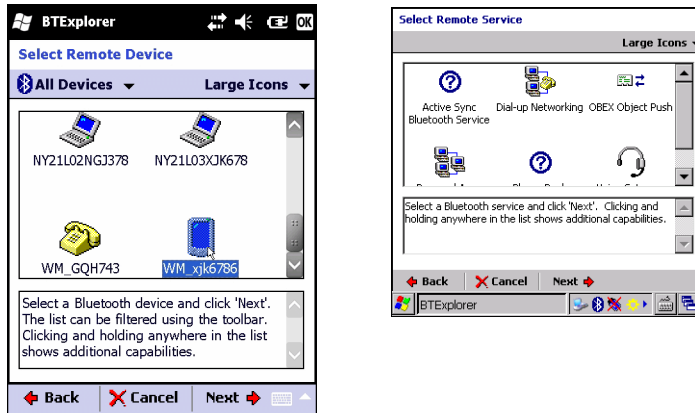 BTExplorer
OK
Select Remote Device
All Devices
Large Icons
NY21L02NGJ378
NY21L03XJK678
WM_GQH743
WM_xjk6786
Select a Bluetooth device and click 'Next'.
The list can be filtered using the toolbar.
Clicking and holding anywhere in the list
shows additional capabilities.
Back
Cancel
Next
Select Remote Service
Large Icons
Active Sync
Bluetooth Service
Dial-up Networking
OBEX Object Push
Select a Bluetooth service and click 'Next'. Clicking and
holding anywhere in the list shows additional capabilities.
Back
Cancel
Next
BTExplorer